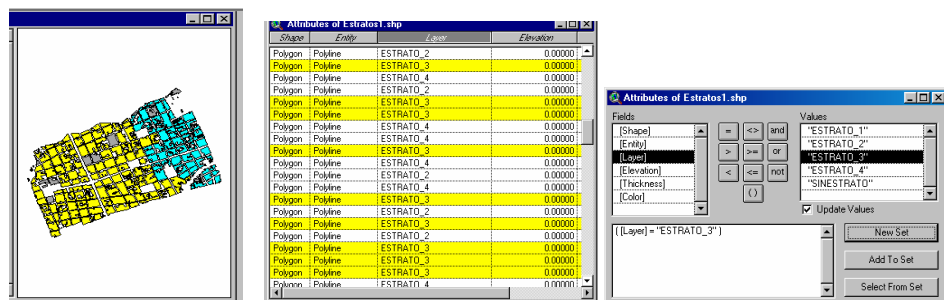 Attributes of Estratos1.shp
Shape Entity Layer Elevation
Polygon Polyline ESTRATO_2 0.00000
Polygon Polyline ESTRATO_3 0.00000
Polygon Polyline ESTRATO_4 0.00000
Polygon Polyline ESTRATO_2 0.00000
Polygon Polyline ESTRATO_3 0.00000
Polygon Polyline ESTRATO_3 0.00000
Polygon Polyline ESTRATO_4 0.00000
Polygon Polyline ESTRATO_4 0.00000
Polygon Polyline ESTRATO_3 0.00000
Polygon Polyline ESTRATO_4 0.00000
Polygon Polyline ESTRATO_2 0.00000
Polygon Polyline ESTRATO_4 0.00000
Polygon Polyline ESTRATO_3 0.00000
Polygon Polyline ESTRATO_2 0.00000
Polygon Polyline ESTRATO_3 0.00000
Polygon Polyline ESTRATO_3 0.00000
Polygon Polyline ESTRATO_3 0.00000
Polygon Polyline ESTRATO_3 0.00000
Polygon Polyline ESTRATO_2 0.00000
Attributes of Estratos1.shp
Fields
[Shape]
[Entity]
[Layer]
[Elevation]
[Thickness]
[Color]
= <> and
> >= or
< <= not
( )
Values
"ESTRATO_1"
"ESTRATO_2"
"ESTRATO_3"
"ESTRATO_4"
"SINESTRATO"
Update Values
( [Layer] = "ESTRATO_3" )
New Set
Add To Set
Select From Set